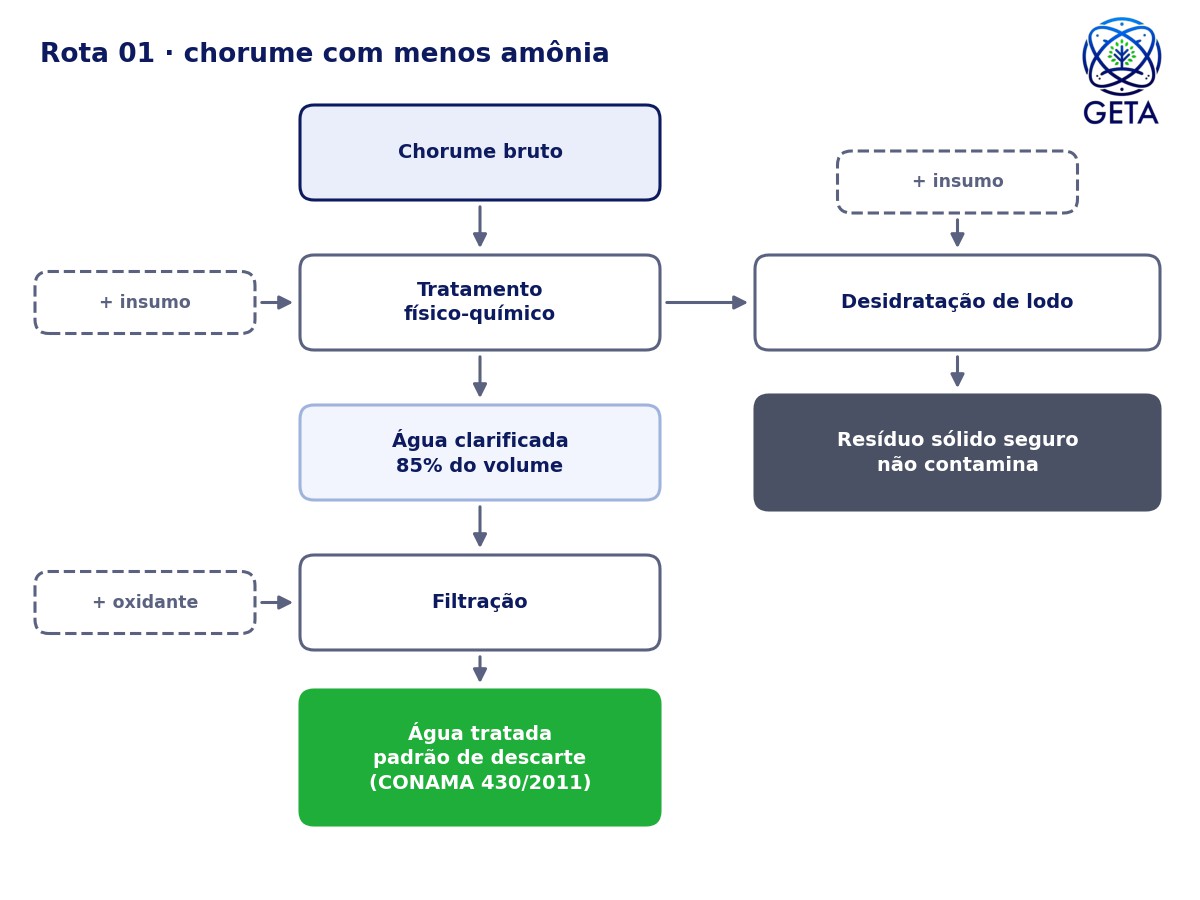 Rota 01 · chorume com menos amônia
GETA
Chorume bruto
+ insumo
+ insumo
Tratamento
físico-químico
Desidratação de lodo
Água clarificada
85% do volume
Resíduo sólido seguro
não contamina
+ oxidante
Filtração
Água tratada
padrão de descarte
(CONAMA 430/2011)